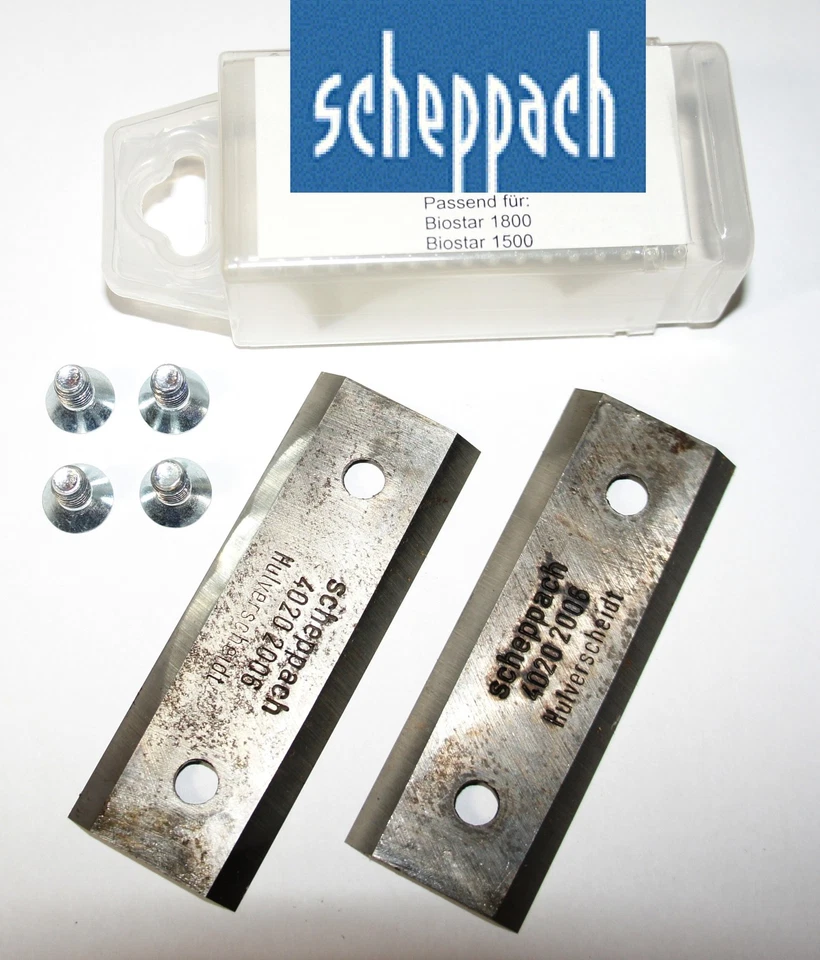 scheppach
Passend für:
Biostar 1800
Biostar 1500
scheppach
4020 2006
Hulverscheidt
scheppach
4020 2006
Hulverscheidt